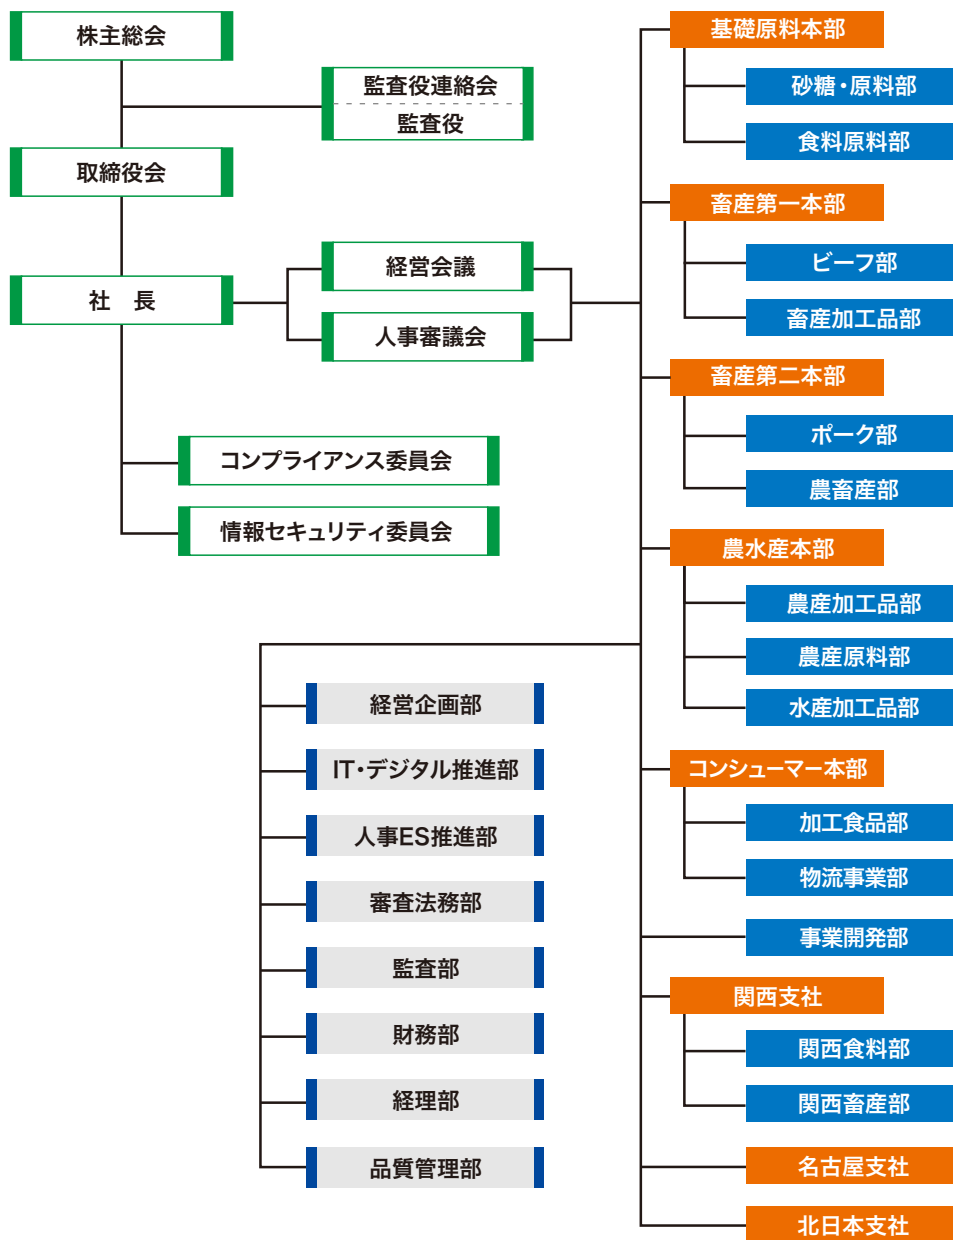 株主総会
監査役連絡会
監査役
取締役会
社　長
経営会議
人事審議会
コンプライアンス委員会
情報セキュリティ委員会
経営企画部
IT・デジタル推進部
人事ES推進部
審査法務部
監査部
財務部
経理部
品質管理部
基礎原料本部
砂糖・原料部
食料原料部
畜産第一本部
ビーフ部
畜産加工品部
畜産第二本部
ポーク部
農畜産部
農水産本部
農産加工品部
農産原料部
水産加工品部
コンシューマー本部
加工食品部
物流事業部
事業開発部
関西支社
関西食料部
関西畜産部
名古屋支社
北日本支社